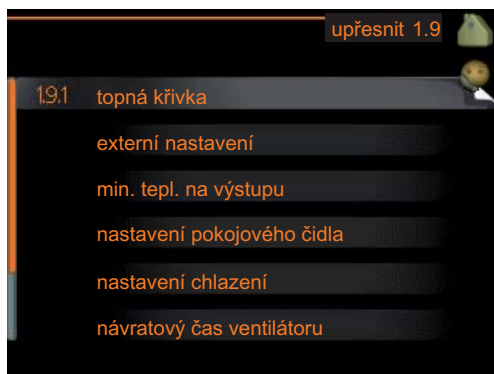 upřesnit 1.9
1.9.1 topná křivka
externí nastavení
min. tepl. na výstupu
nastavení pokojového čidla
nastavení chlazení
návratový čas ventilátoru